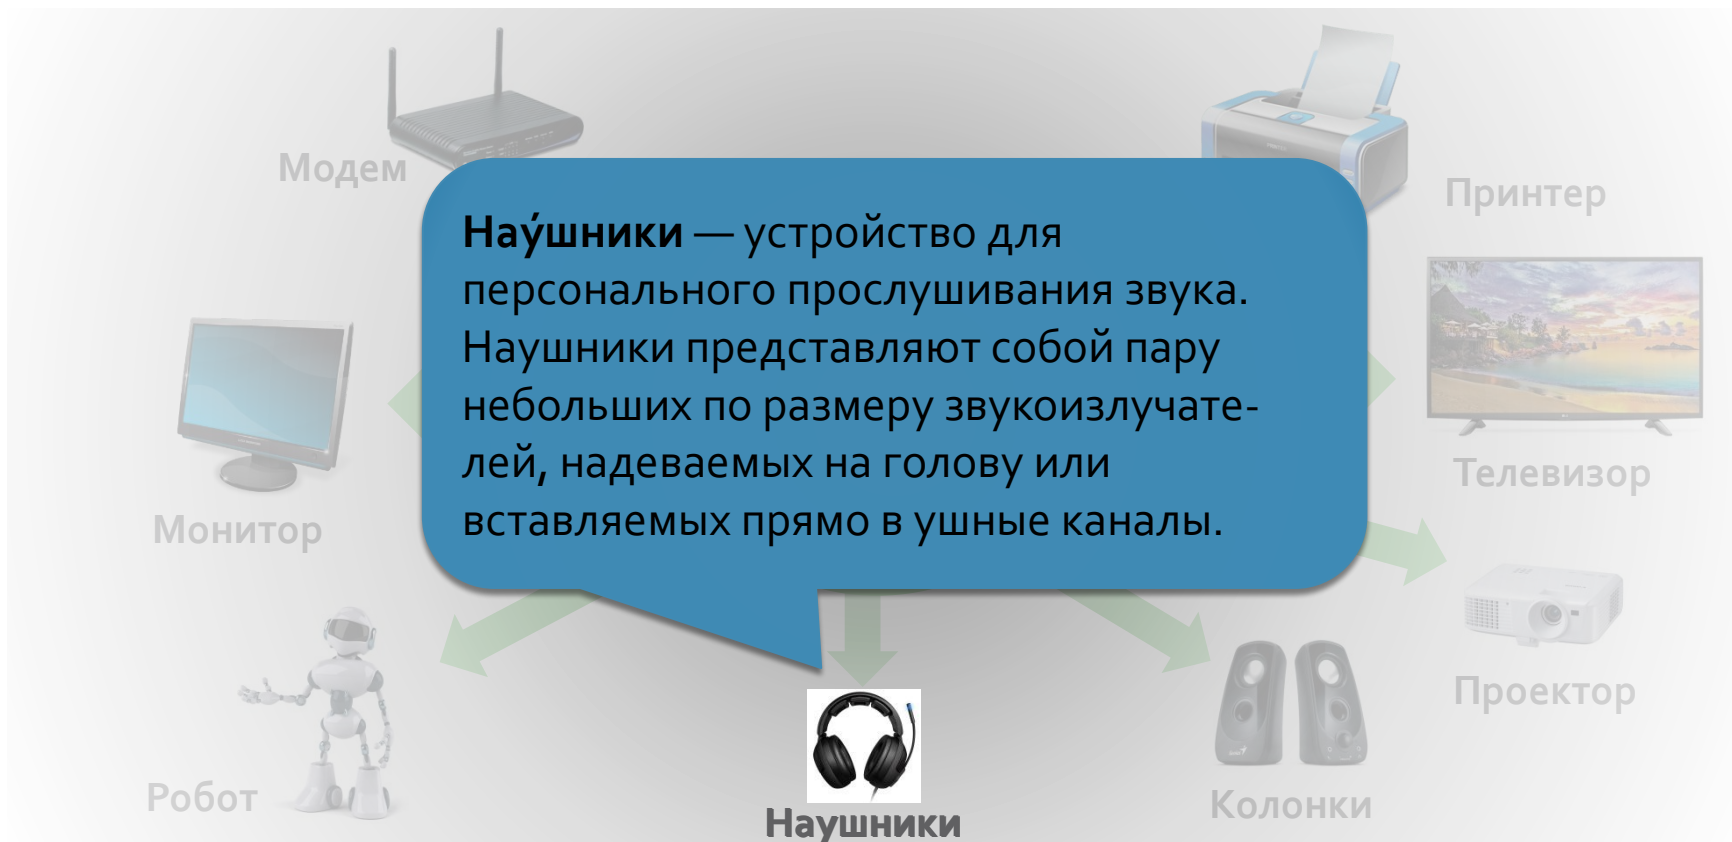 Модем
Принтер
Нау́шники — устройство для
персонального прослушивания звука.
Наушники представляют собой пару
небольших по размеру звукоизлучате-
лей, надеваемых на голову или
вставляемых прямо в ушные каналы.
Монитор
Телевизор
Проектор
Робот
Колонки
Наушники